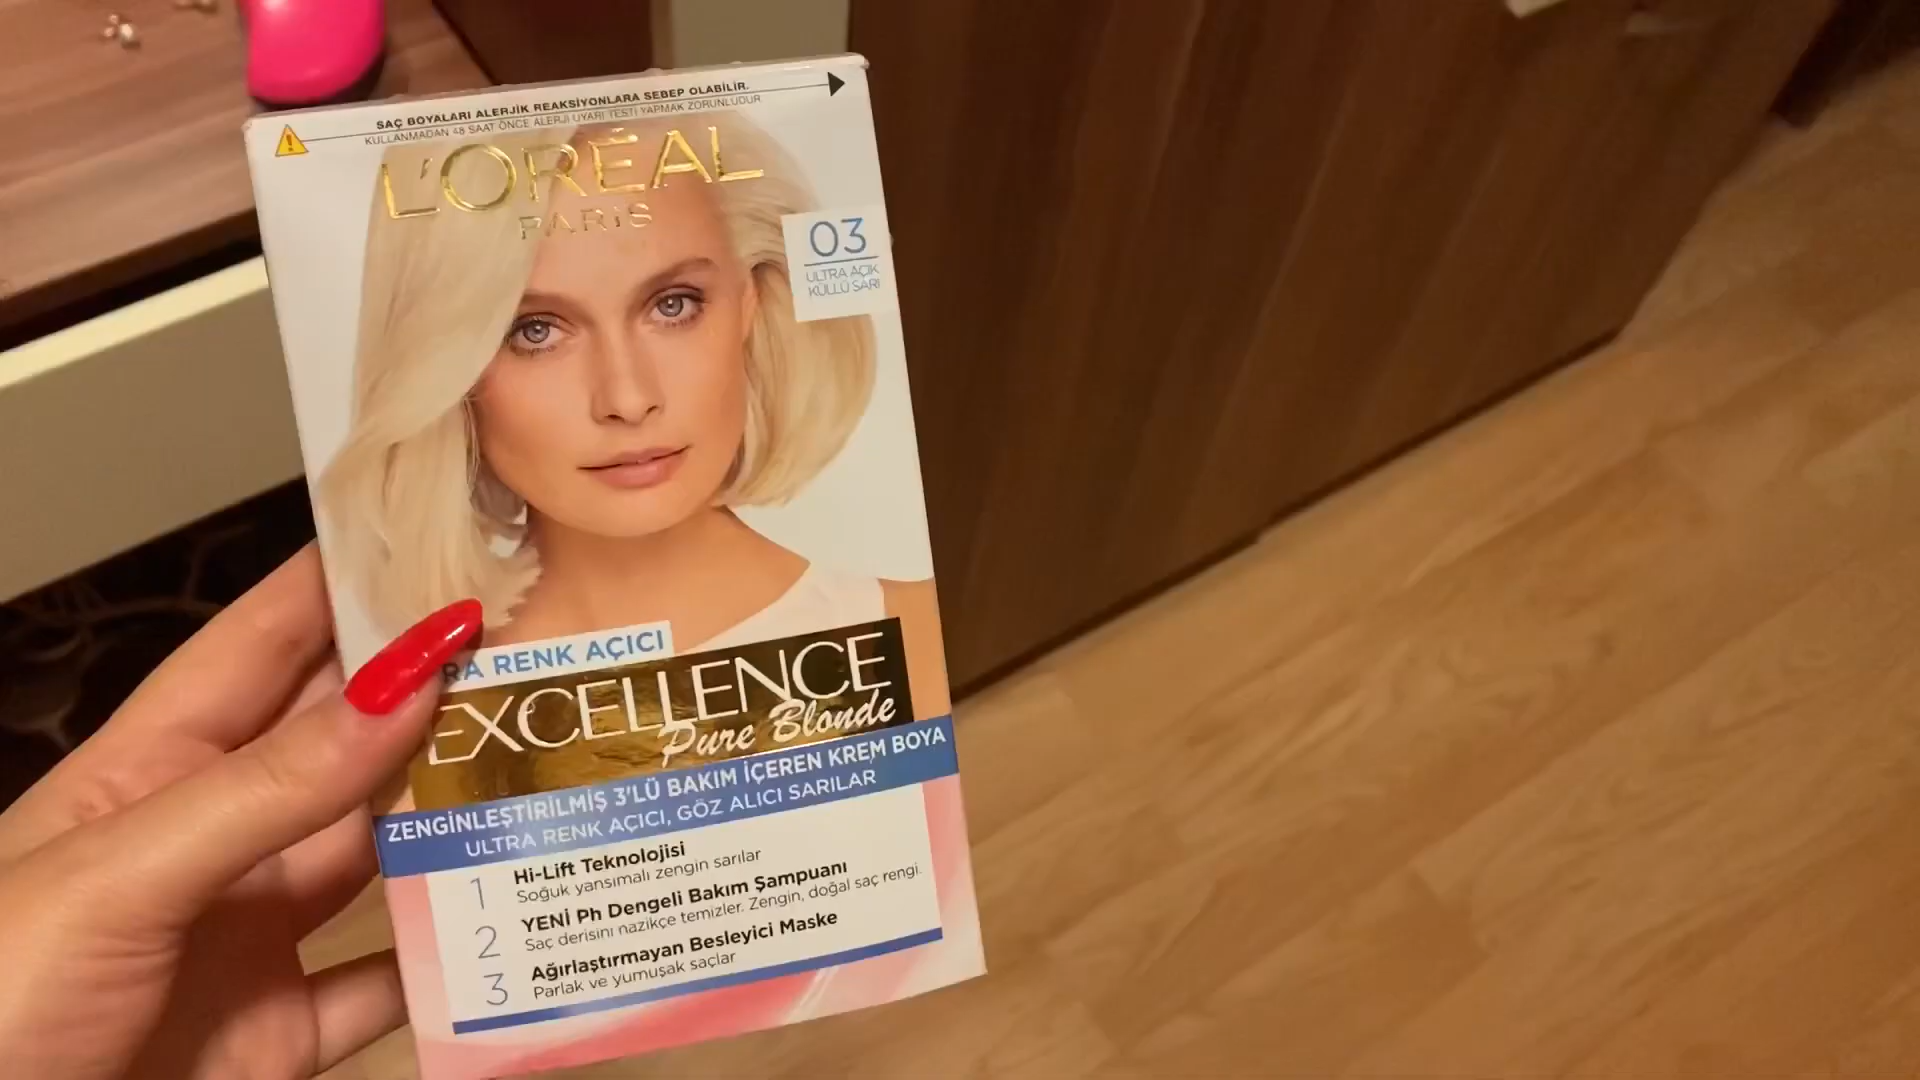 SAÇ BOYALARI ALERJİK REAKSİYONLARA SEBEP OLABİLİR.
KULLANMADAN 48 SAAT ÖNCE ALERJİ UYARI TESTİ YAPMAK ZORUNLUDUR
L'ORÉAL
PARİS
03
ULTRA AÇIK
KÜLLÜ SARI
RA RENK AÇICI
EXCELLENCE
Pure Blonde
ZENGİNLEŞTİRİLMİŞ 3'LÜ BAKIM İÇEREN KREM BOYA
ULTRA RENK AÇICI, GÖZ ALICI SARILAR
1 Hi-Lift Teknolojisi
Soğuk yansımalı zengin sarılar
2 YENİ Ph Dengeli Bakım Şampuanı
Saç derisini nazikçe temizler. Zengin, doğal saç rengi.
3 Ağırlaştırmayan Besleyici Maske
Parlak ve yumuşak saçlar